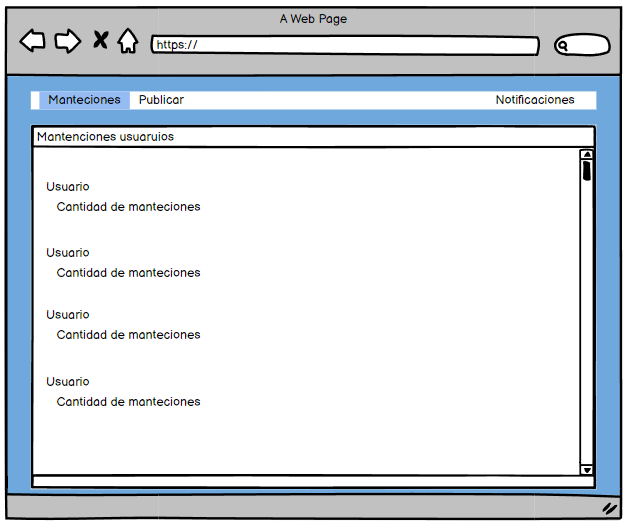 A Web Page
https://
Manteciones Publicar Notificaciones
Mantenciones usuaruios
Usuario
Cantidad de manteciones
Usuario
Cantidad de manteciones
Usuario
Cantidad de manteciones
Usuario
Cantidad de manteciones